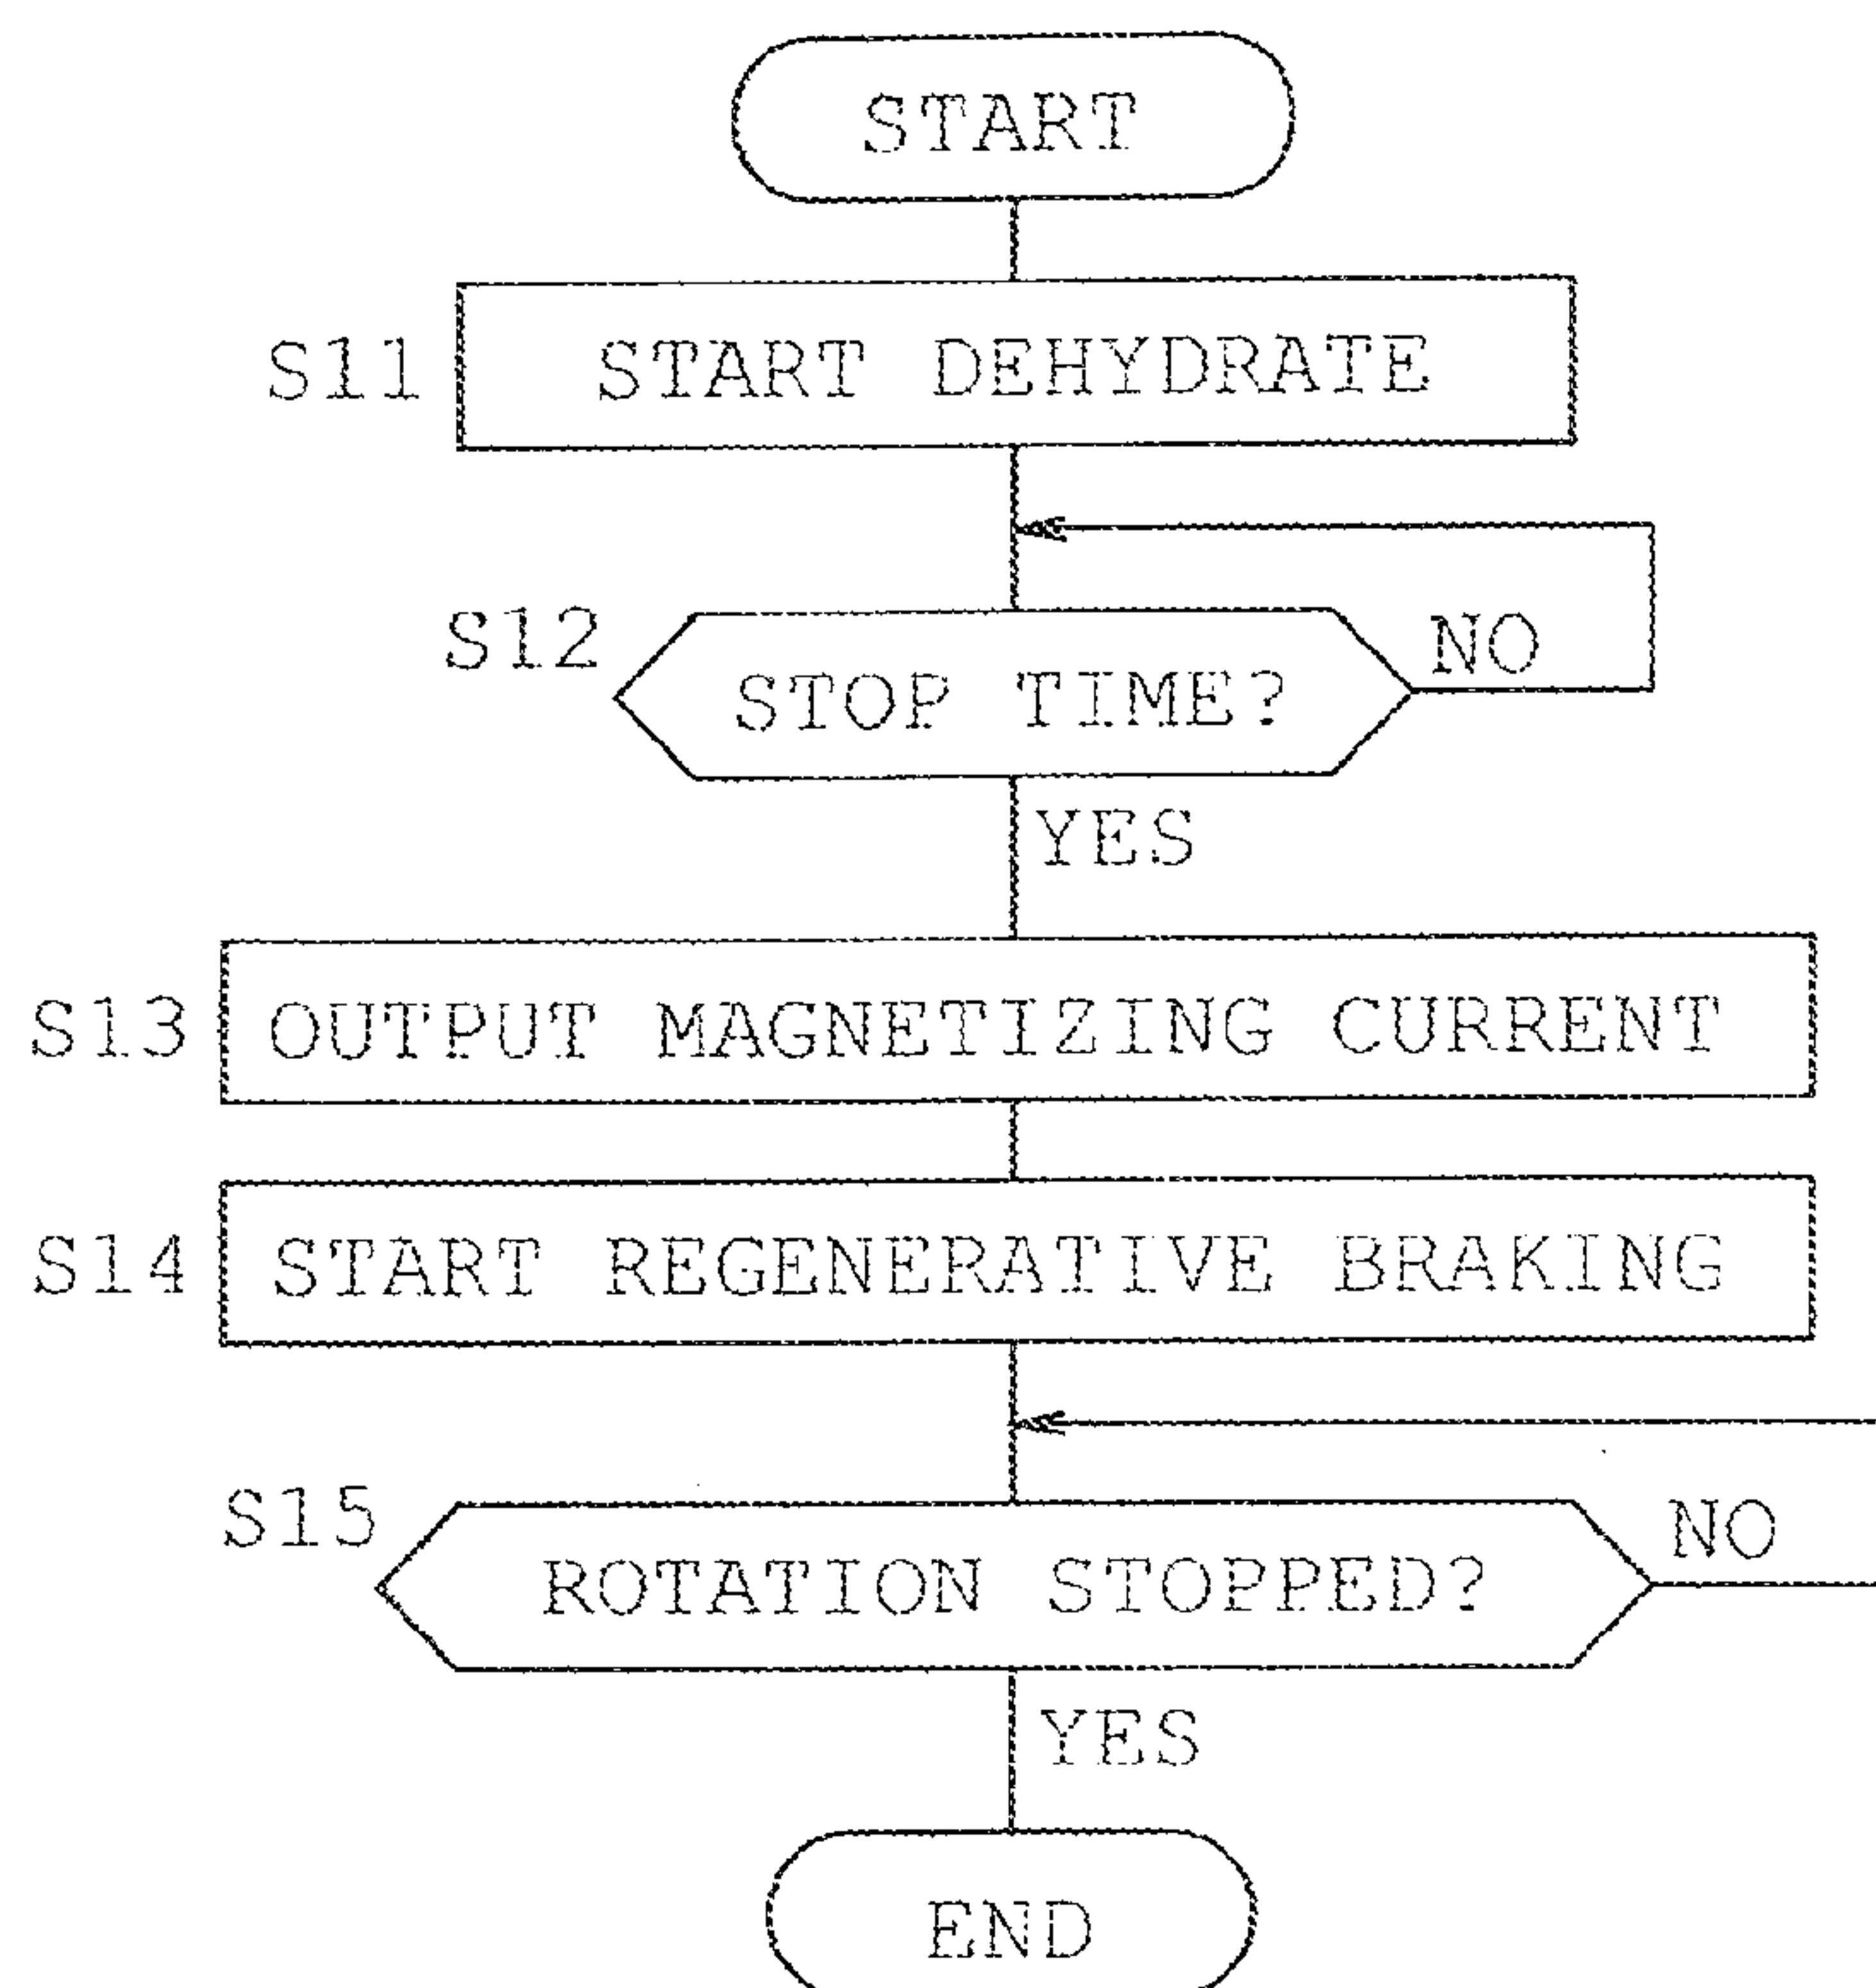 START
S11 START DEHYDRATE
S12 STOP TIME? NO
YES
S13 OUTPUT MAGNETIZING CURRENT
S14 START REGENERATIVE BRAKING
S15 ROTATION STOPPED? NO
YES
END